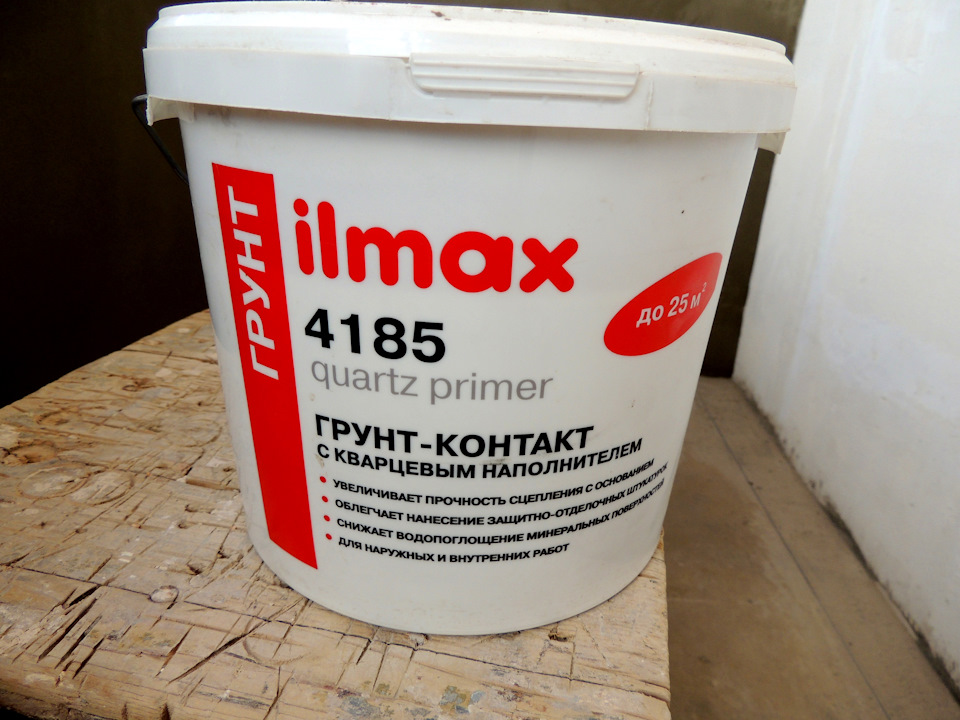 ГРУНТ
ilmax
4185
quartz primer
до 25 м²
ГРУНТ-КОНТАКТ
С КВАРЦЕВЫМ НАПОЛНИТЕЛЕМ
УВЕЛИЧИВАЕТ ПРОЧНОСТЬ СЦЕПЛЕНИЯ С ОСНОВАНИЕМ
ОБЛЕГЧАЕТ НАНЕСЕНИЕ ЗАЩИТНО-ОТДЕЛОЧНЫХ ШТУКАТУРОК
СНИЖАЕТ ВОДОПОГЛОЩЕНИЕ МИНЕРАЛЬНЫХ ПОВЕРХНОСТЕЙ
ДЛЯ НАРУЖНЫХ И ВНУТРЕННИХ РАБОТ